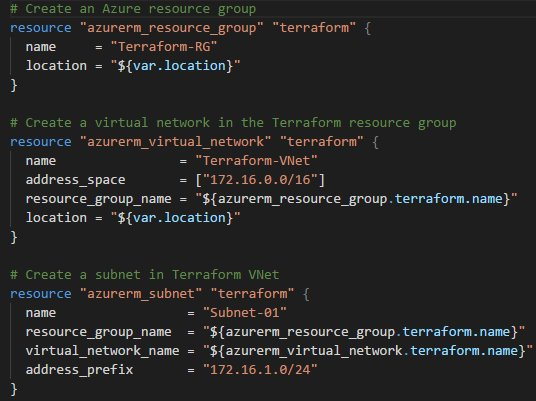 # Create an Azure resource group
resource "azurerm_resource_group" "terraform" {
  name     = "Terraform-RG"
  location = "${var.location}"
}

# Create a virtual network in the Terraform resource group
resource "azurerm_virtual_network" "terraform" {
  name                = "Terraform-VNet"
  address_space       = ["172.16.0.0/16"]
  resource_group_name = "${azurerm_resource_group.terraform.name}"
  location = "${var.location}"
}

# Create a subnet in Terraform VNet
resource "azurerm_subnet" "terraform" {
  name                 = "Subnet-01"
  resource_group_name  = "${azurerm_resource_group.terraform.name}"
  virtual_network_name = "${azurerm_virtual_network.terraform.name}"
  address_prefix       = "172.16.1.0/24"
}